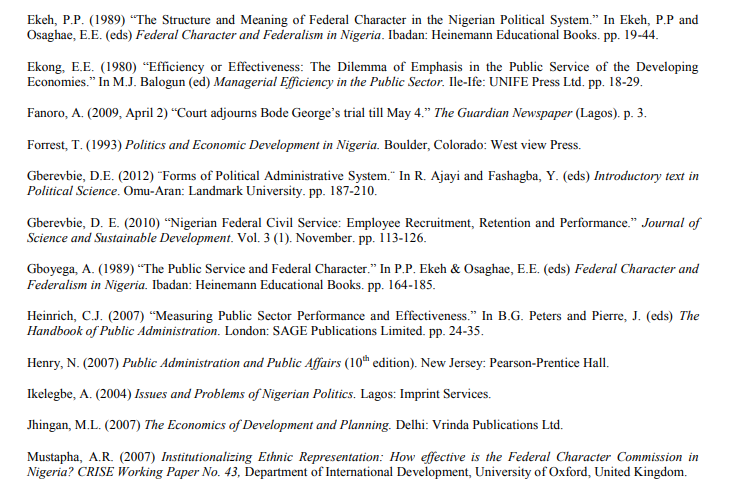 Ekeh, P.P. (1989) “The Structure and Meaning of Federal Character in the Nigerian Political System.” In Ekeh, P.P and
Osaghae, E.E. (eds) Federal Character and Federalism in Nigeria. Ibadan: Heinemann Educational Books. pp. 19-44.
Ekong, E.E. (1980) “Efficiency or Effectiveness: The Dilemma of Emphasis in the Public Service of the Developing
Economies.” In M.J. Balogun (ed) Managerial Efficiency in the Public Sector. Ile-Ife: UNIFE Press Ltd. pp. 18-29.
Fanoro, A. (2009, April 2) “Court adjourns Bode George’s trial till May 4.” The Guardian Newspaper (Lagos). p. 3.
Forrest, T. (1993) Politics and Economic Development in Nigeria. Boulder, Colorado: West view Press.
Gberevbie, D.E. (2012) ¨Forms of Political Administrative System.¨ In R. Ajayi and Fashagba, Y. (eds) Introductory text in
Political Science. Omu-Aran: Landmark University. pp. 187-210.
Gberevbie, D. E. (2010) “Nigerian Federal Civil Service: Employee Recruitment, Retention and Performance.” Journal of
Science and Sustainable Development. Vol. 3 (1). November. pp. 113-126.
Gboyega, A. (1989) “The Public Service and Federal Character.” In P.P. Ekeh & Osaghae, E.E. (eds) Federal Character and
Federalism in Nigeria. Ibadan: Heinemann Educational Books. pp. 164-185.
Heinrich, C.J. (2007) “Measuring Public Sector Performance and Effectiveness.” In B.G. Peters and Pierre, J. (eds) The
Handbook of Public Administration. London: SAGE Publications Limited. pp. 24-35.
Henry, N. (2007) Public Administration and Public Affairs (10th edition). New Jersey: Pearson-Prentice Hall.
Ikelegbe, A. (2004) Issues and Problems of Nigerian Politics. Lagos: Imprint Services.
Jhingan, M.L. (2007) The Economics of Development and Planning. Delhi: Vrinda Publications Ltd.
Mustapha, A.R. (2007) Institutionalizing Ethnic Representation: How effective is the Federal Character Commission in
Nigeria? CRISE Working Paper No. 43, Department of International Development, University of Oxford, United Kingdom.